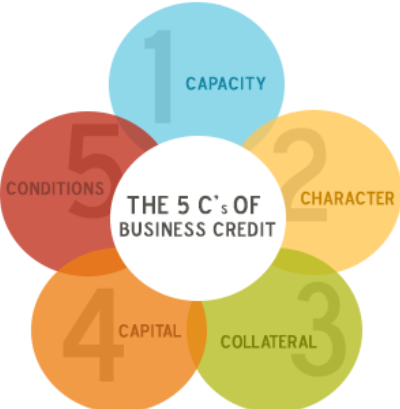 THE 5 C's OF
BUSINESS CREDIT
1
CAPACITY
2
CHARACTER
3
COLLATERAL
4
CAPITAL
5
CONDITIONS